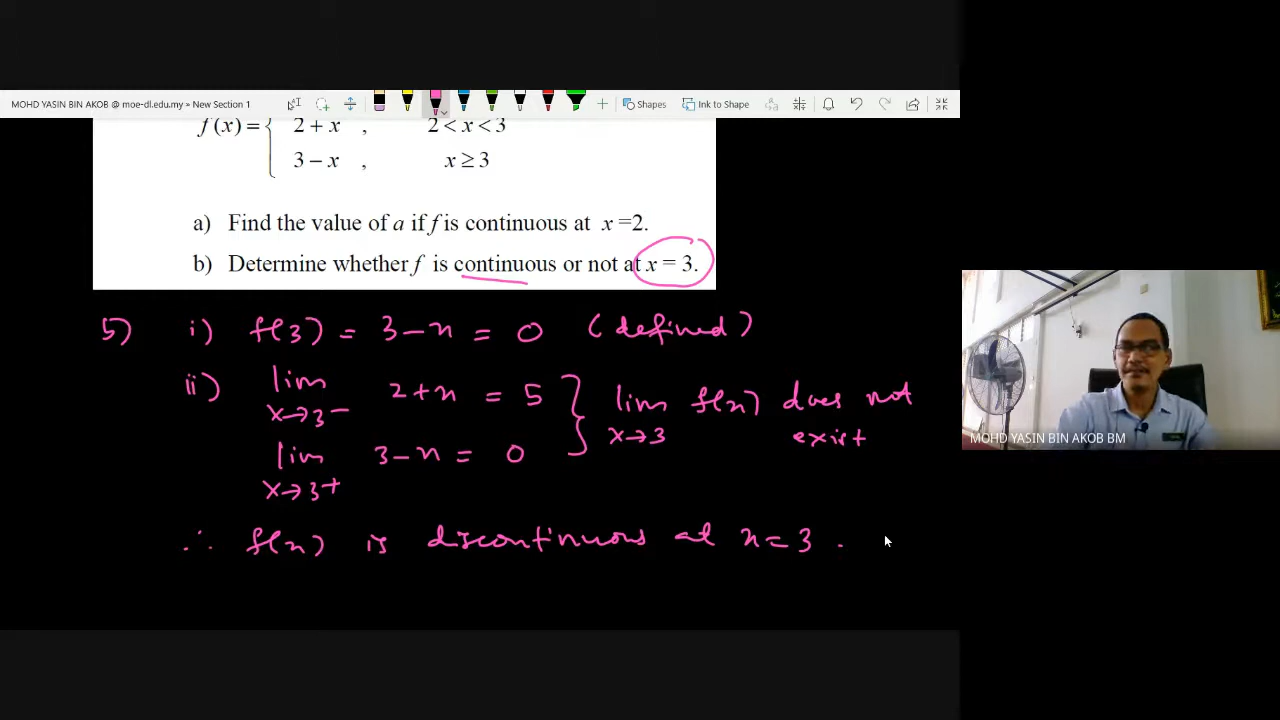 MOHD YASIN BIN AKOB @ moe-dl.edu.my » New Section 1
Shapes
Ink to Shape
f(x) = { 2 + x , 2 < x < 3
3 − x , x ≥ 3
a) Find the value of a if f is continuous at x =2.
b) Determine whether f is continuous or not at x = 3.
5) i) f(3) = 3 − x = 0 (defined)
ii) lim x→3− 2 + x = 5 } lim x→3 f(x) does not exist
lim x→3+ 3 − x = 0
∴ f(x) is discontinuous at x = 3 .
MOHD YASIN BIN AKOB BM